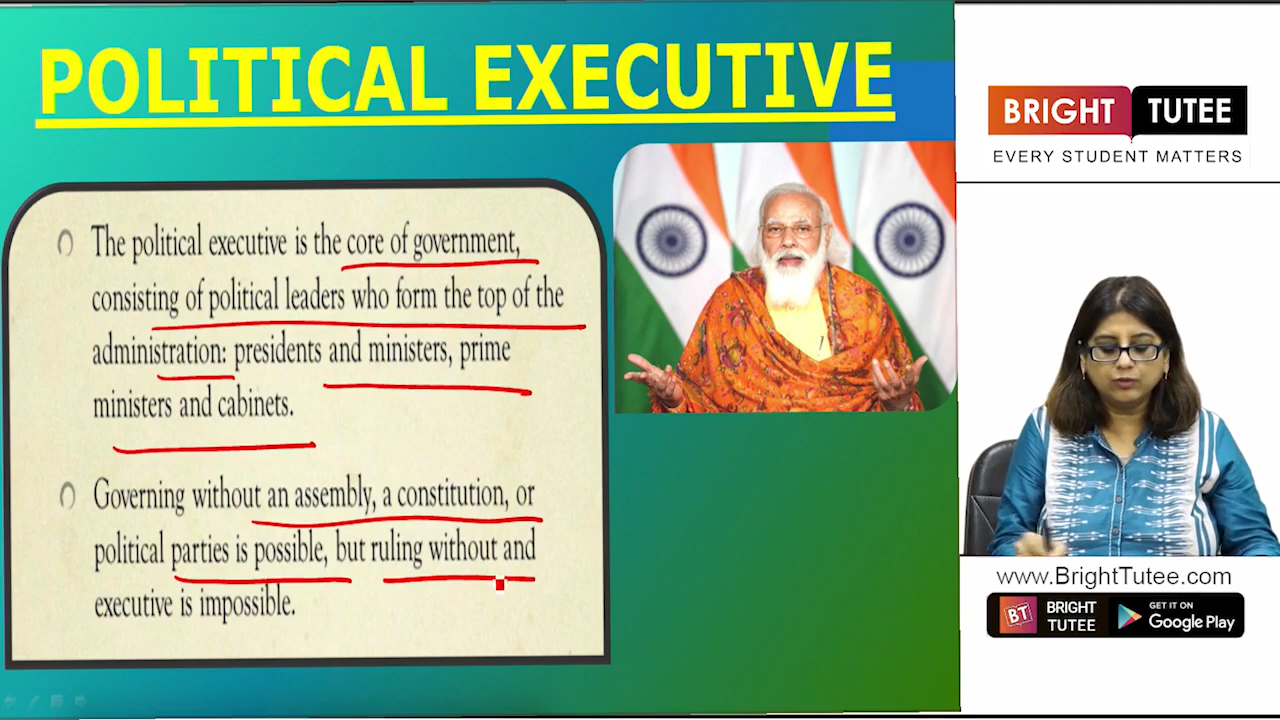 POLITICAL EXECUTIVE
The political executive is the core of government,
consisting of political leaders who form the top of the
administration: presidents and ministers, prime
ministers and cabinets.
Governing without an assembly, a constitution, or
political parties is possible, but ruling without and
executive is impossible.
BRIGHT TUTEE
EVERY STUDENT MATTERS
www.BrightTutee.com
BT
BRIGHT
TUTEE
GET IT ON
Google Play